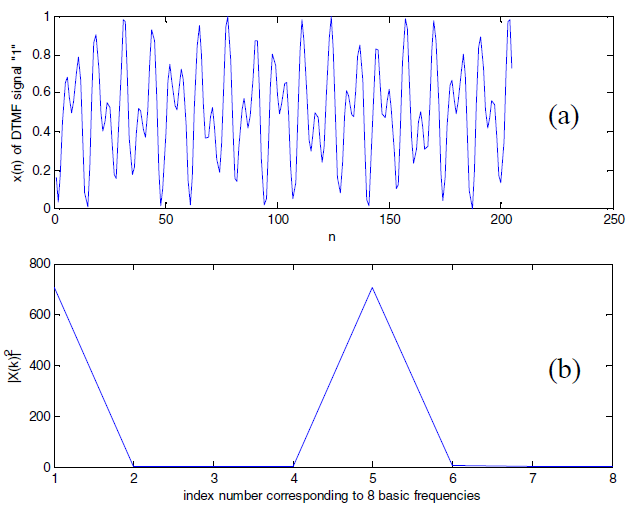 1
0.8
0.6
0.4
0.2
0
x(n) of DTMF signal "1"
(a)
0 50 100 150 200 250
n
800
600
400
200
0
|X(k)|²
(b)
1 2 3 4 5 6 7 8
index number corresponding to 8 basic frequencies